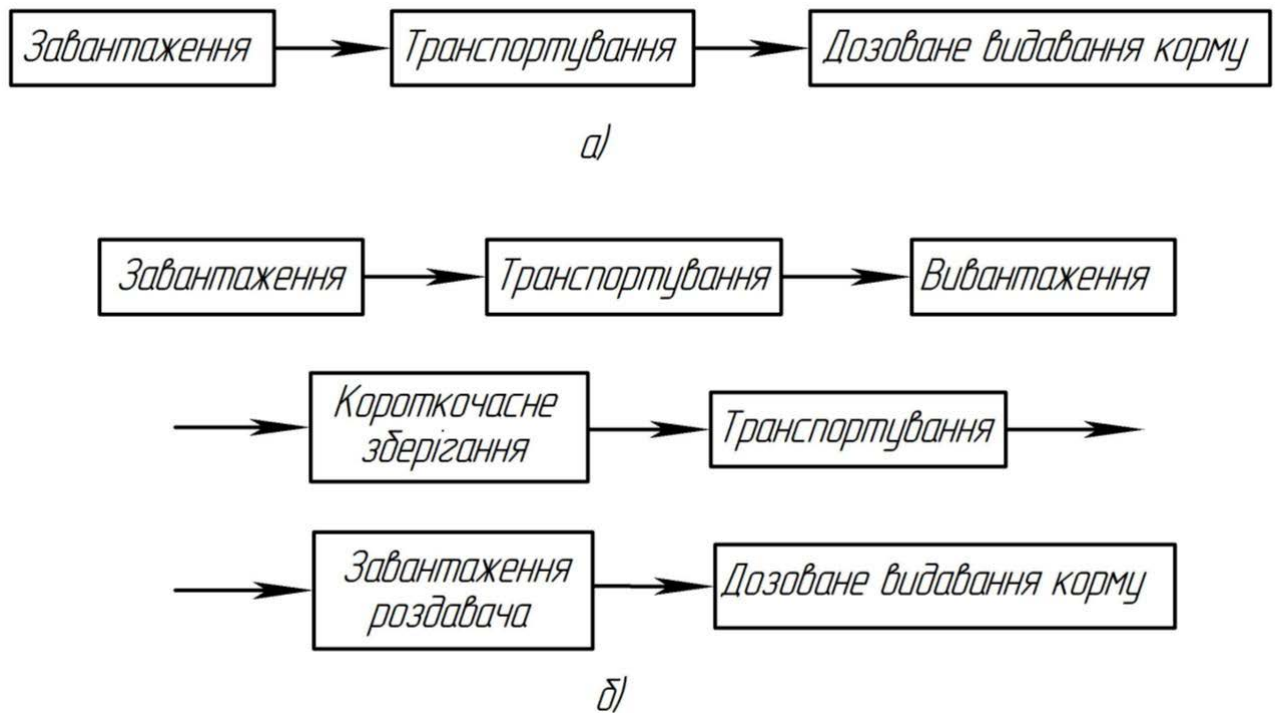 Завантаження Транспортування Дозоване видавання корму
а)
Завантаження Транспортування Вивантаження
Короткочасне
зберігання
Транспортування
Завантаження
роздавача
Дозоване видавання корму
б)